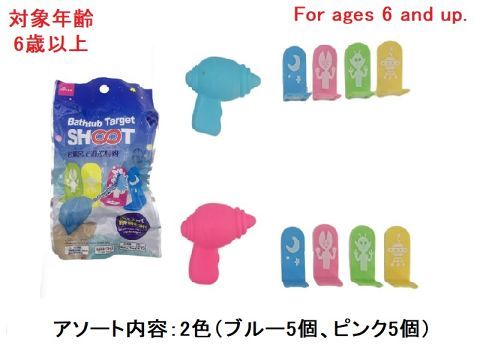 対象年齢
6歳以上
For ages 6 and up.
Bathtub Target
SHOOT
アソート内容:2色(ブルー5個、ピンク5個)